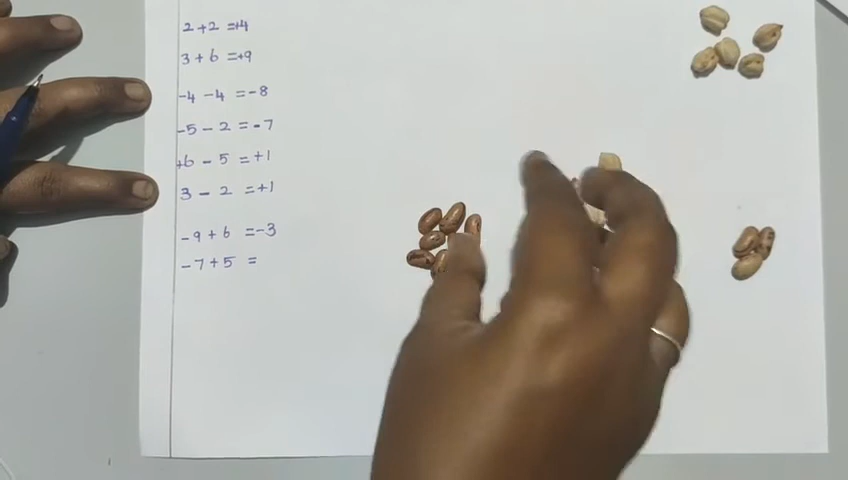 2 + 2 = +4
3 + 6 = +9
-4 - 4 = -8
-5 - 2 = -7
+6 - 5 = +1
3 - 2 = +1
-9 + 6 = -3
-7 + 5 =